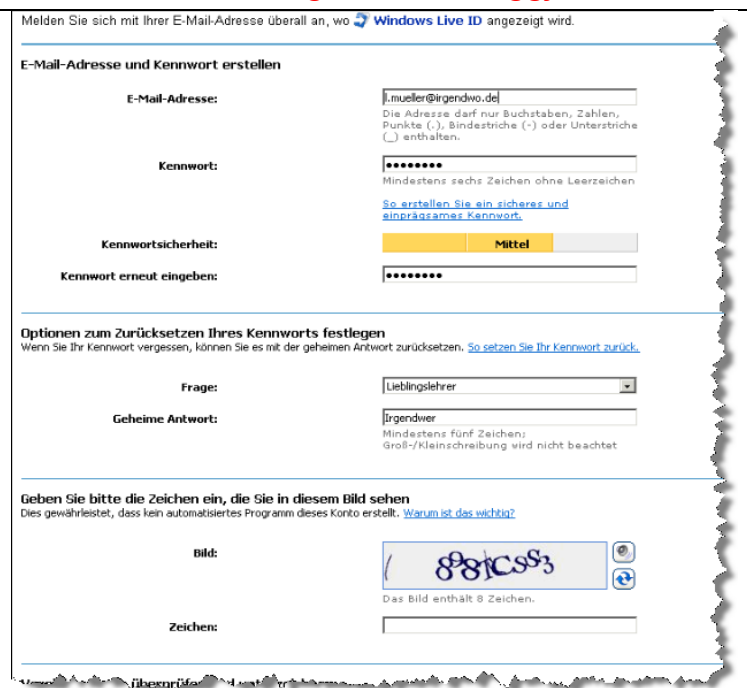 Melden Sie sich mit Ihrer E-Mail-Adresse überall an, wo Windows Live ID angezeigt wird.
E-Mail-Adresse und Kennwort erstellen
E-Mail-Adresse: l.mueller@irgendwo.de
Die Adresse darf nur Buchstaben, Zahlen,
Punkte (.), Bindestriche (-) oder Unterstriche
(_) enthalten.
Kennwort: ●●●●●●●●
Mindestens sechs Zeichen ohne Leerzeichen
So erstellen Sie ein sicheres und
einprägsames Kennwort.
Kennwortsicherheit: Mittel
Kennwort erneut eingeben: ●●●●●●●●
Optionen zum Zurücksetzen Ihres Kennworts festlegen
Wenn Sie Ihr Kennwort vergessen, können Sie es mit der geheimen Antwort zurücksetzen. So setzen Sie Ihr Kennwort zurück.
Frage: Lieblingslehrer
Geheime Antwort: Irgendwer
Mindestens fünf Zeichen;
Groß-/Kleinschreibung wird nicht beachtet
Geben Sie bitte die Zeichen ein, die Sie in diesem Bild sehen
Dies gewährleistet, dass kein automatisiertes Programm dieses Konto erstellt. Warum ist das wichtig?
Bild:
Das Bild enthält 8 Zeichen.
Zeichen: